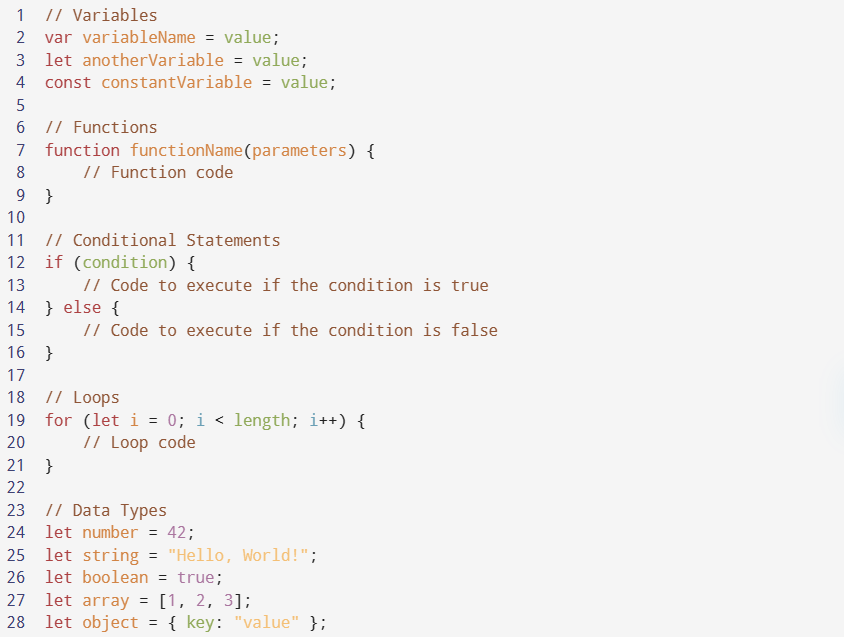 1 // Variables
2 var variableName = value;
3 let anotherVariable = value;
4 const constantVariable = value;
5
6 // Functions
7 function functionName(parameters) {
8     // Function code
9 }
10
11 // Conditional Statements
12 if (condition) {
13     // Code to execute if the condition is true
14 } else {
15     // Code to execute if the condition is false
16 }
17
18 // Loops
19 for (let i = 0; i < length; i++) {
20     // Loop code
21 }
22
23 // Data Types
24 let number = 42;
25 let string = "Hello, World!";
26 let boolean = true;
27 let array = [1, 2, 3];
28 let object = { key: "value" };